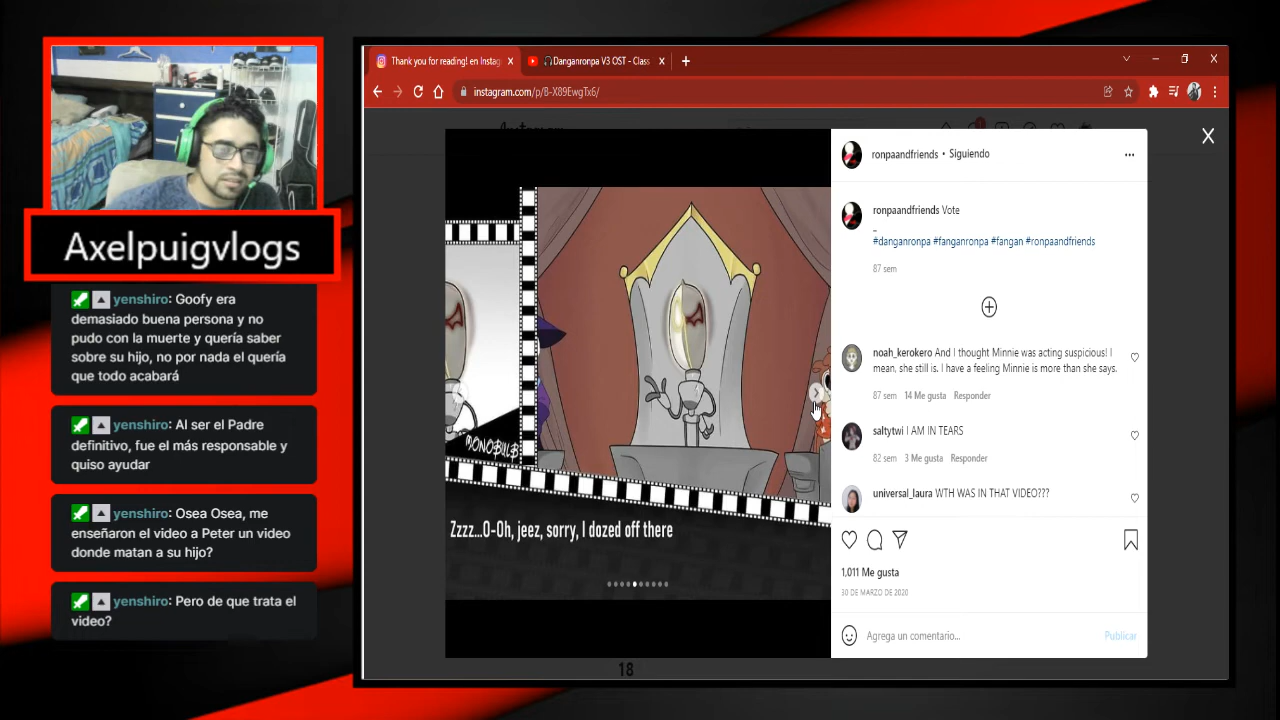 Axelpuigvlogs
yenshiro: Goofy era
demasiado buena persona y no
pudo con la muerte y quería saber
sobre su hijo, no por nada el quería
que todo acabará
yenshiro: Al ser el Padre
definitivo, fue el más responsable y
quiso ayudar
yenshiro: Osea Osea, me
enseñaron el video a Peter un video
donde matan a su hijo?
yenshiro: Pero de que trata el
video?
Thank you for reading! en Instag
Danganronpa V3 OST - Class
instagram.com/p/B-X89EwgTx6/
MONOBULB
Zzzz...O-Oh, jeez, sorry, I dozed off there
18
ronpaandfriends • Siguiendo
ronpaandfriends Vote
_
#danganronpa #fanganronpa #fangan #ronpaandfriends
87 sem
noah_kerokero And I thought Minnie was acting suspicious! I
mean, she still is. I have a feeling Minnie is more than she says.
87 sem 14 Me gusta Responder
saltytwi I AM IN TEARS
82 sem 3 Me gusta Responder
universal_laura WTH WAS IN THAT VIDEO???
1,011 Me gusta
30 DE MARZO DE 2020
Agrega un comentario...
Publicar